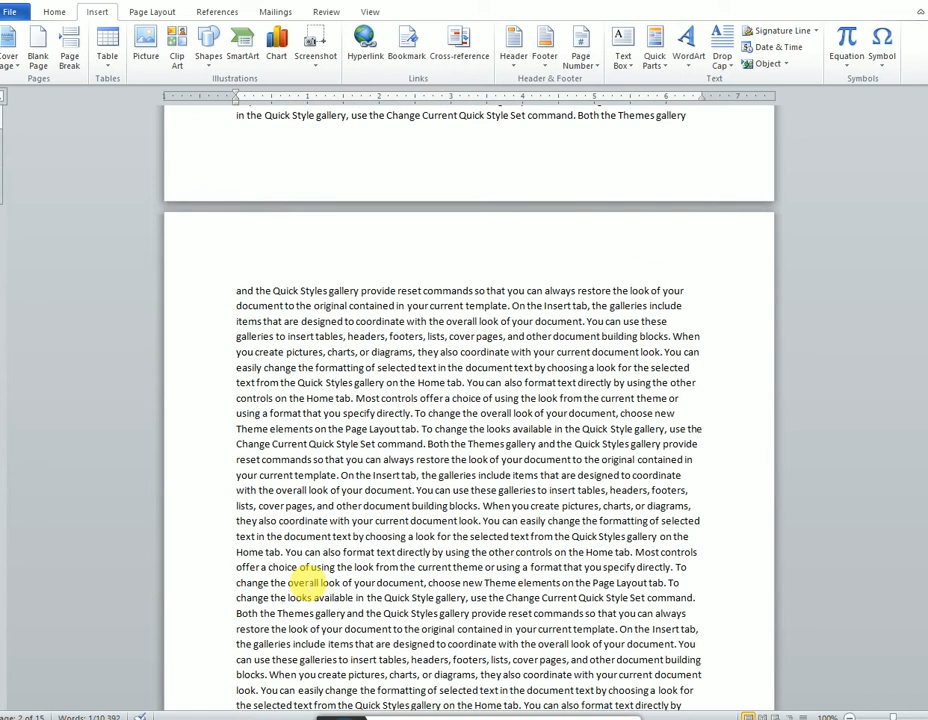 File Home Insert Page Layout References Mailings Review View
Cover Page Blank Page Page Break Table Picture Clip Art Shapes SmartArt Chart Screenshot Hyperlink Bookmark Cross-reference Header Footer Page Number Text Box Quick Parts WordArt Drop Cap Signature Line Date & Time Object Equation Symbol
Pages Tables Illustrations Links Header & Footer Text Symbols
1 2 3 4 5 6 7
in the Quick Style gallery, use the Change Current Quick Style Set command. Both the Themes gallery
and the Quick Styles gallery provide reset commands so that you can always restore the look of your
document to the original contained in your current template. On the Insert tab, the galleries include
items that are designed to coordinate with the overall look of your document. You can use these
galleries to insert tables, headers, footers, lists, cover pages, and other document building blocks. When
you create pictures, charts, or diagrams, they also coordinate with your current document look. You can
easily change the formatting of selected text in the document text by choosing a look for the selected
text from the Quick Styles gallery on the Home tab. You can also format text directly by using the other
controls on the Home tab. Most controls offer a choice of using the look from the current theme or
using a format that you specify directly. To change the overall look of your document, choose new
Theme elements on the Page Layout tab. To change the looks available in the Quick Style gallery, use the
Change Current Quick Style Set command. Both the Themes gallery and the Quick Styles gallery provide
reset commands so that you can always restore the look of your document to the original contained in
your current template. On the Insert tab, the galleries include items that are designed to coordinate
with the overall look of your document. You can use these galleries to insert tables, headers, footers,
lists, cover pages, and other document building blocks. When you create pictures, charts, or diagrams,
they also coordinate with your current document look. You can easily change the formatting of selected
text in the document text by choosing a look for the selected text from the Quick Styles gallery on the
Home tab. You can also format text directly by using the other controls on the Home tab. Most controls
offer a choice of using the look from the current theme or using a format that you specify directly. To
change the overall look of your document, choose new Theme elements on the Page Layout tab. To
change the looks available in the Quick Style gallery, use the Change Current Quick Style Set command.
Both the Themes gallery and the Quick Styles gallery provide reset commands so that you can always
restore the look of your document to the original contained in your current template. On the Insert tab,
the galleries include items that are designed to coordinate with the overall look of your document. You
can use these galleries to insert tables, headers, footers, lists, cover pages, and other document building
blocks. When you create pictures, charts, or diagrams, they also coordinate with your current document
look. You can easily change the formatting of selected text in the document text by choosing a look for
the selected text from the Quick Styles gallery on the Home tab. You can also format text directly by
age: 2 of 15 Words: 1/10,392 100%